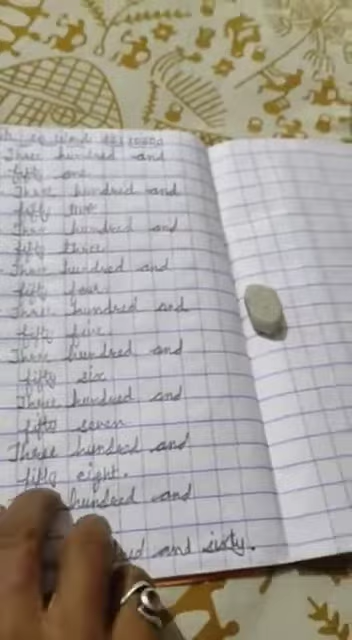 Three hundred and
fifty one
Three hundred and
fifty two
Three hundred and
fifty three
Three hundred and
fifty four
Three hundred and
fifty five
Three hundred and
fifty six
Three hundred and
fifty seven
Three hundred and
fifty eight.
hundred and
and sixty.